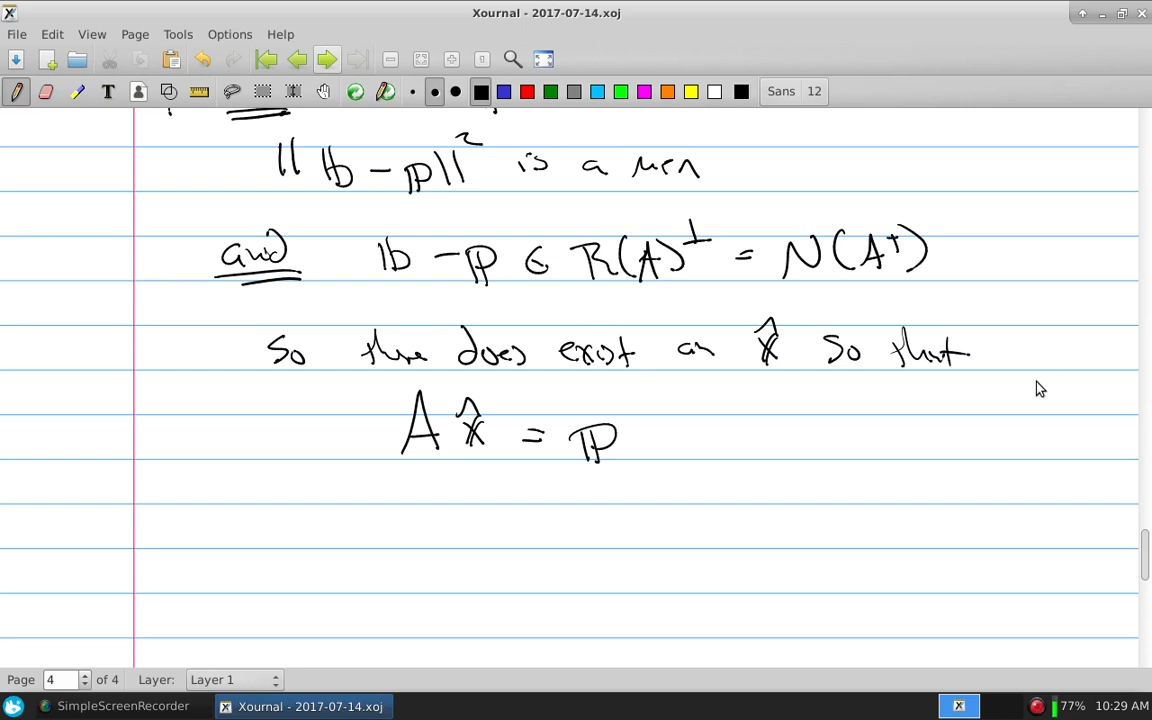 Xournal - 2017-07-14.xoj
File Edit View Page Tools Options Help
Sans 12
‖b - p‖² is a min
and b - p ∈ R(A)^⊥ = N(A^T)
So there does exist an x̂ so that
A x̂ = p
Page 4 of 4 Layer: Layer 1
SimpleScreenRecorder Xournal - 2017-07-14.xoj 77% 10:29 AM